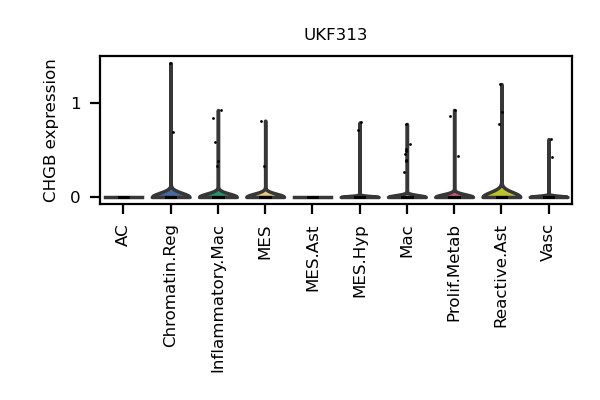 UKF313
CHGB expression
1
0
AC
Chromatin.Reg
Inflammatory.Mac
MES
MES.Ast
MES.Hyp
Mac
Prolif.Metab
Reactive.Ast
Vasc